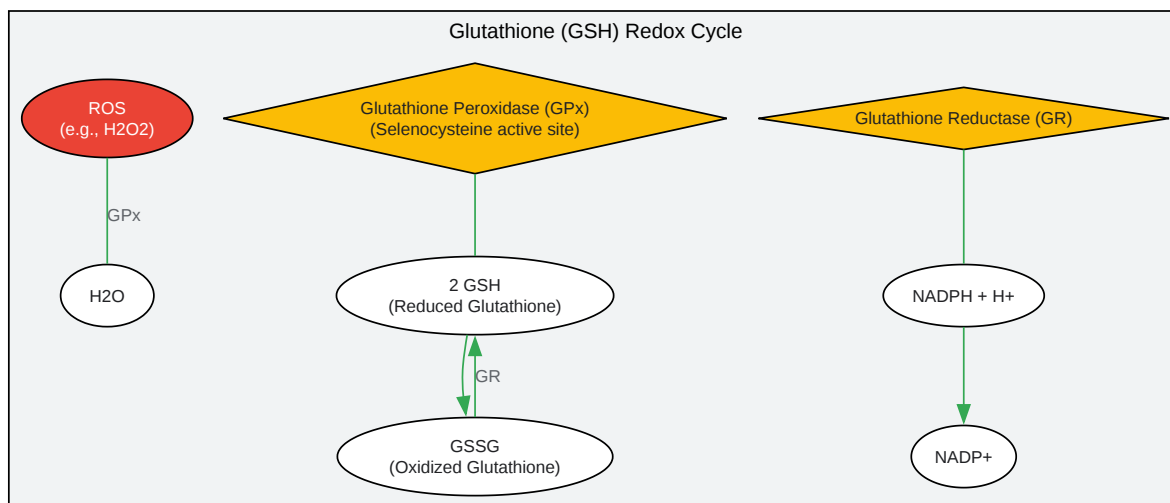 Glutathione (GSH) Redox Cycle
ROS
(e.g., H2O2)
Glutathione Peroxidase (GPx)
(Selenocysteine active site)
Glutathione Reductase (GR)
GPx
H2O
2 GSH
(Reduced Glutathione)
NADPH + H+
GR
GSSG
(Oxidized Glutathione)
NADP+